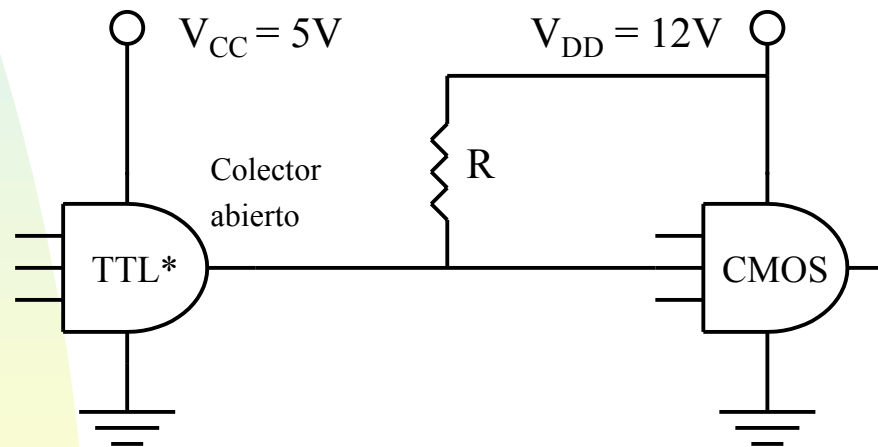 V_CC = 5V
V_DD = 12V
Colector
abierto
R
TTL*
CMOS